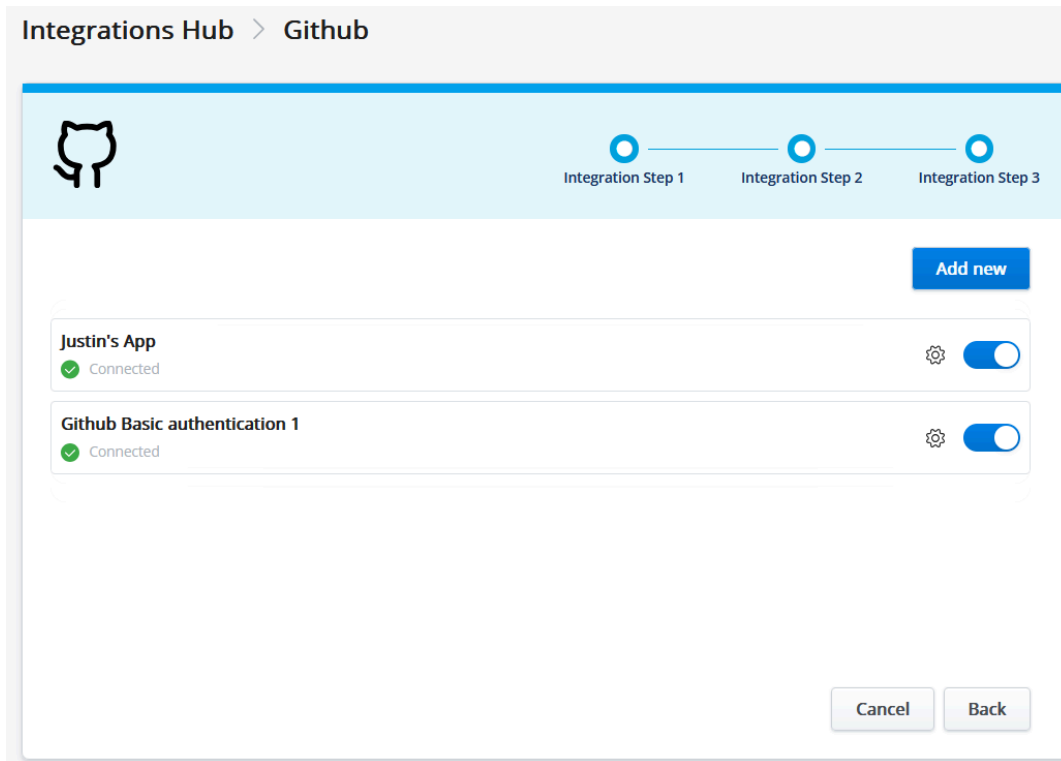 Integrations Hub > Github
Integration Step 1 Integration Step 2 Integration Step 3
Add new
Justin's App
Connected
Github Basic authentication 1
Connected
Cancel Back